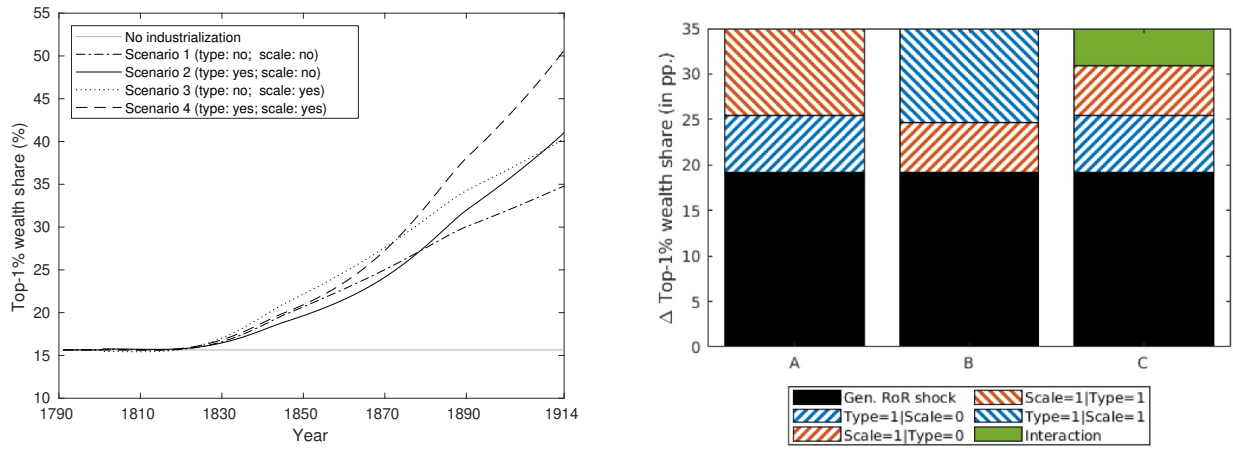 55
50
45
40
35
30
25
20
15
10
Top-1% wealth share (%)
No industrialization
Scenario 1 (type: no; scale: no)
Scenario 2 (type: yes; scale: no)
Scenario 3 (type: no; scale: yes)
Scenario 4 (type: yes; scale: yes)
1790 1810 1830 1850 1870 1890 1914
Year
35
30
25
20
15
10
5
0
Δ Top-1% wealth share (in pp.)
A B C
Gen. RoR shock Scale=1|Type=1
Type=1|Scale=0 Type=1|Scale=1
Scale=1|Type=0 Interaction